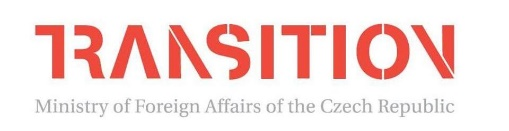 TRANSITION
Ministry of Foreign Affairs of the Czech Republic